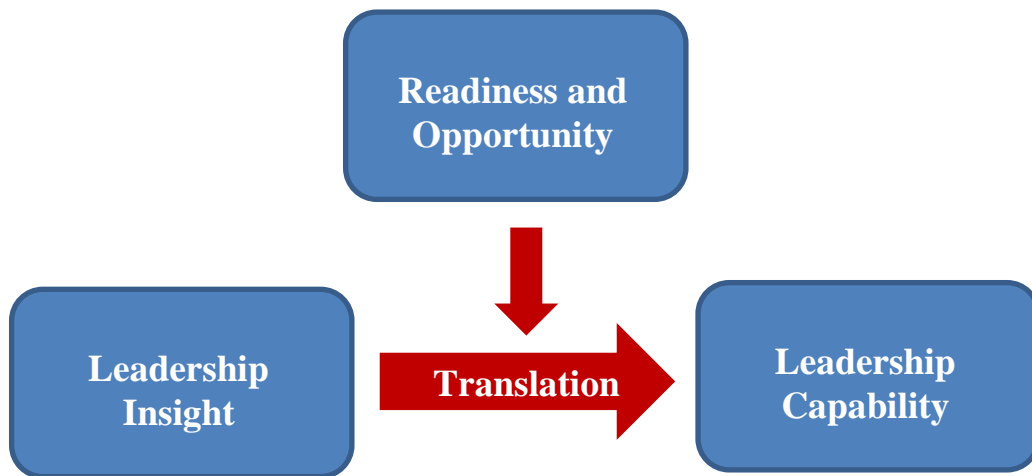 Readiness and
Opportunity
Leadership
Insight
Translation
Leadership
Capability